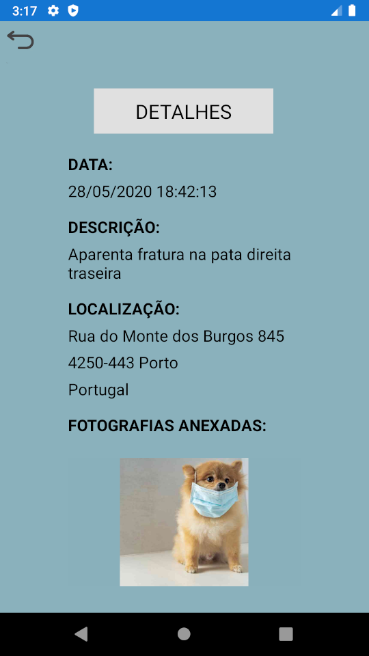 3:17
DETALHES
DATA:
28/05/2020 18:42:13
DESCRIÇÃO:
Aparenta fratura na pata direita
traseira
LOCALIZAÇÃO:
Rua do Monte dos Burgos 845
4250-443 Porto
Portugal
FOTOGRAFIAS ANEXADAS: